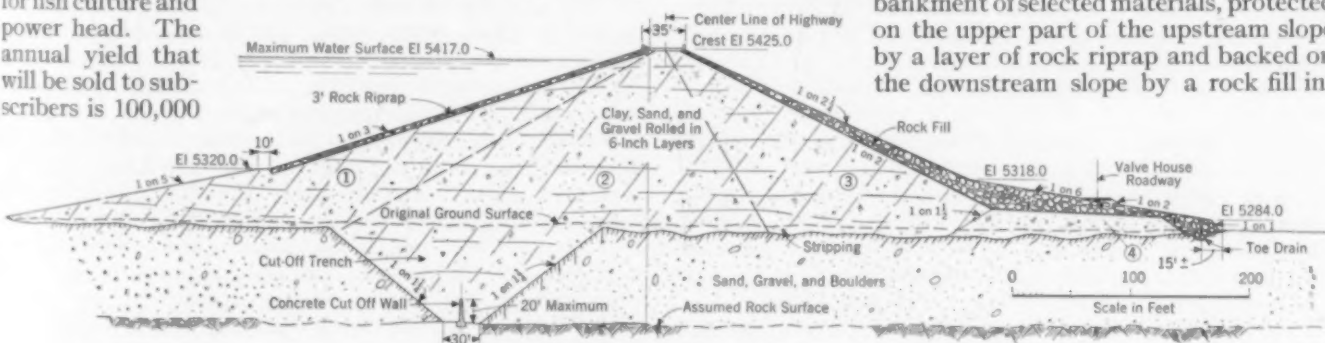 for fish culture and
power head. The
annual yield that
will be sold to sub-
scribers is 100,000
bankment of selected materials, protected
on the upper part of the upstream slope
by a layer of rock riprap and backed on
the downstream slope by a rock fill in
Center Line of Highway
35'
Crest El 5425.0
Maximum Water Surface El 5417.0
3' Rock Riprap
1 on 3
Clay, Sand, and
Gravel Rolled in
6-Inch Layers
1 on 2½
Rock Fill
1 on 2
10'
El 5320.0
1 on 5
①
②
③
El 5318.0
Valve House
Roadway
1 on 6
1 on 2
El 5284.0
1 on 1
Original Ground Surface
1 on 1½
Stripping
④
Toe Drain
15' ±
Cut-Off Trench
1 on 1½
1 on 1½
Sand, Gravel, and Boulders
0 100 200
Scale in Feet
Concrete Cut Off Wall
20' Maximum
Assumed Rock Surface
30'